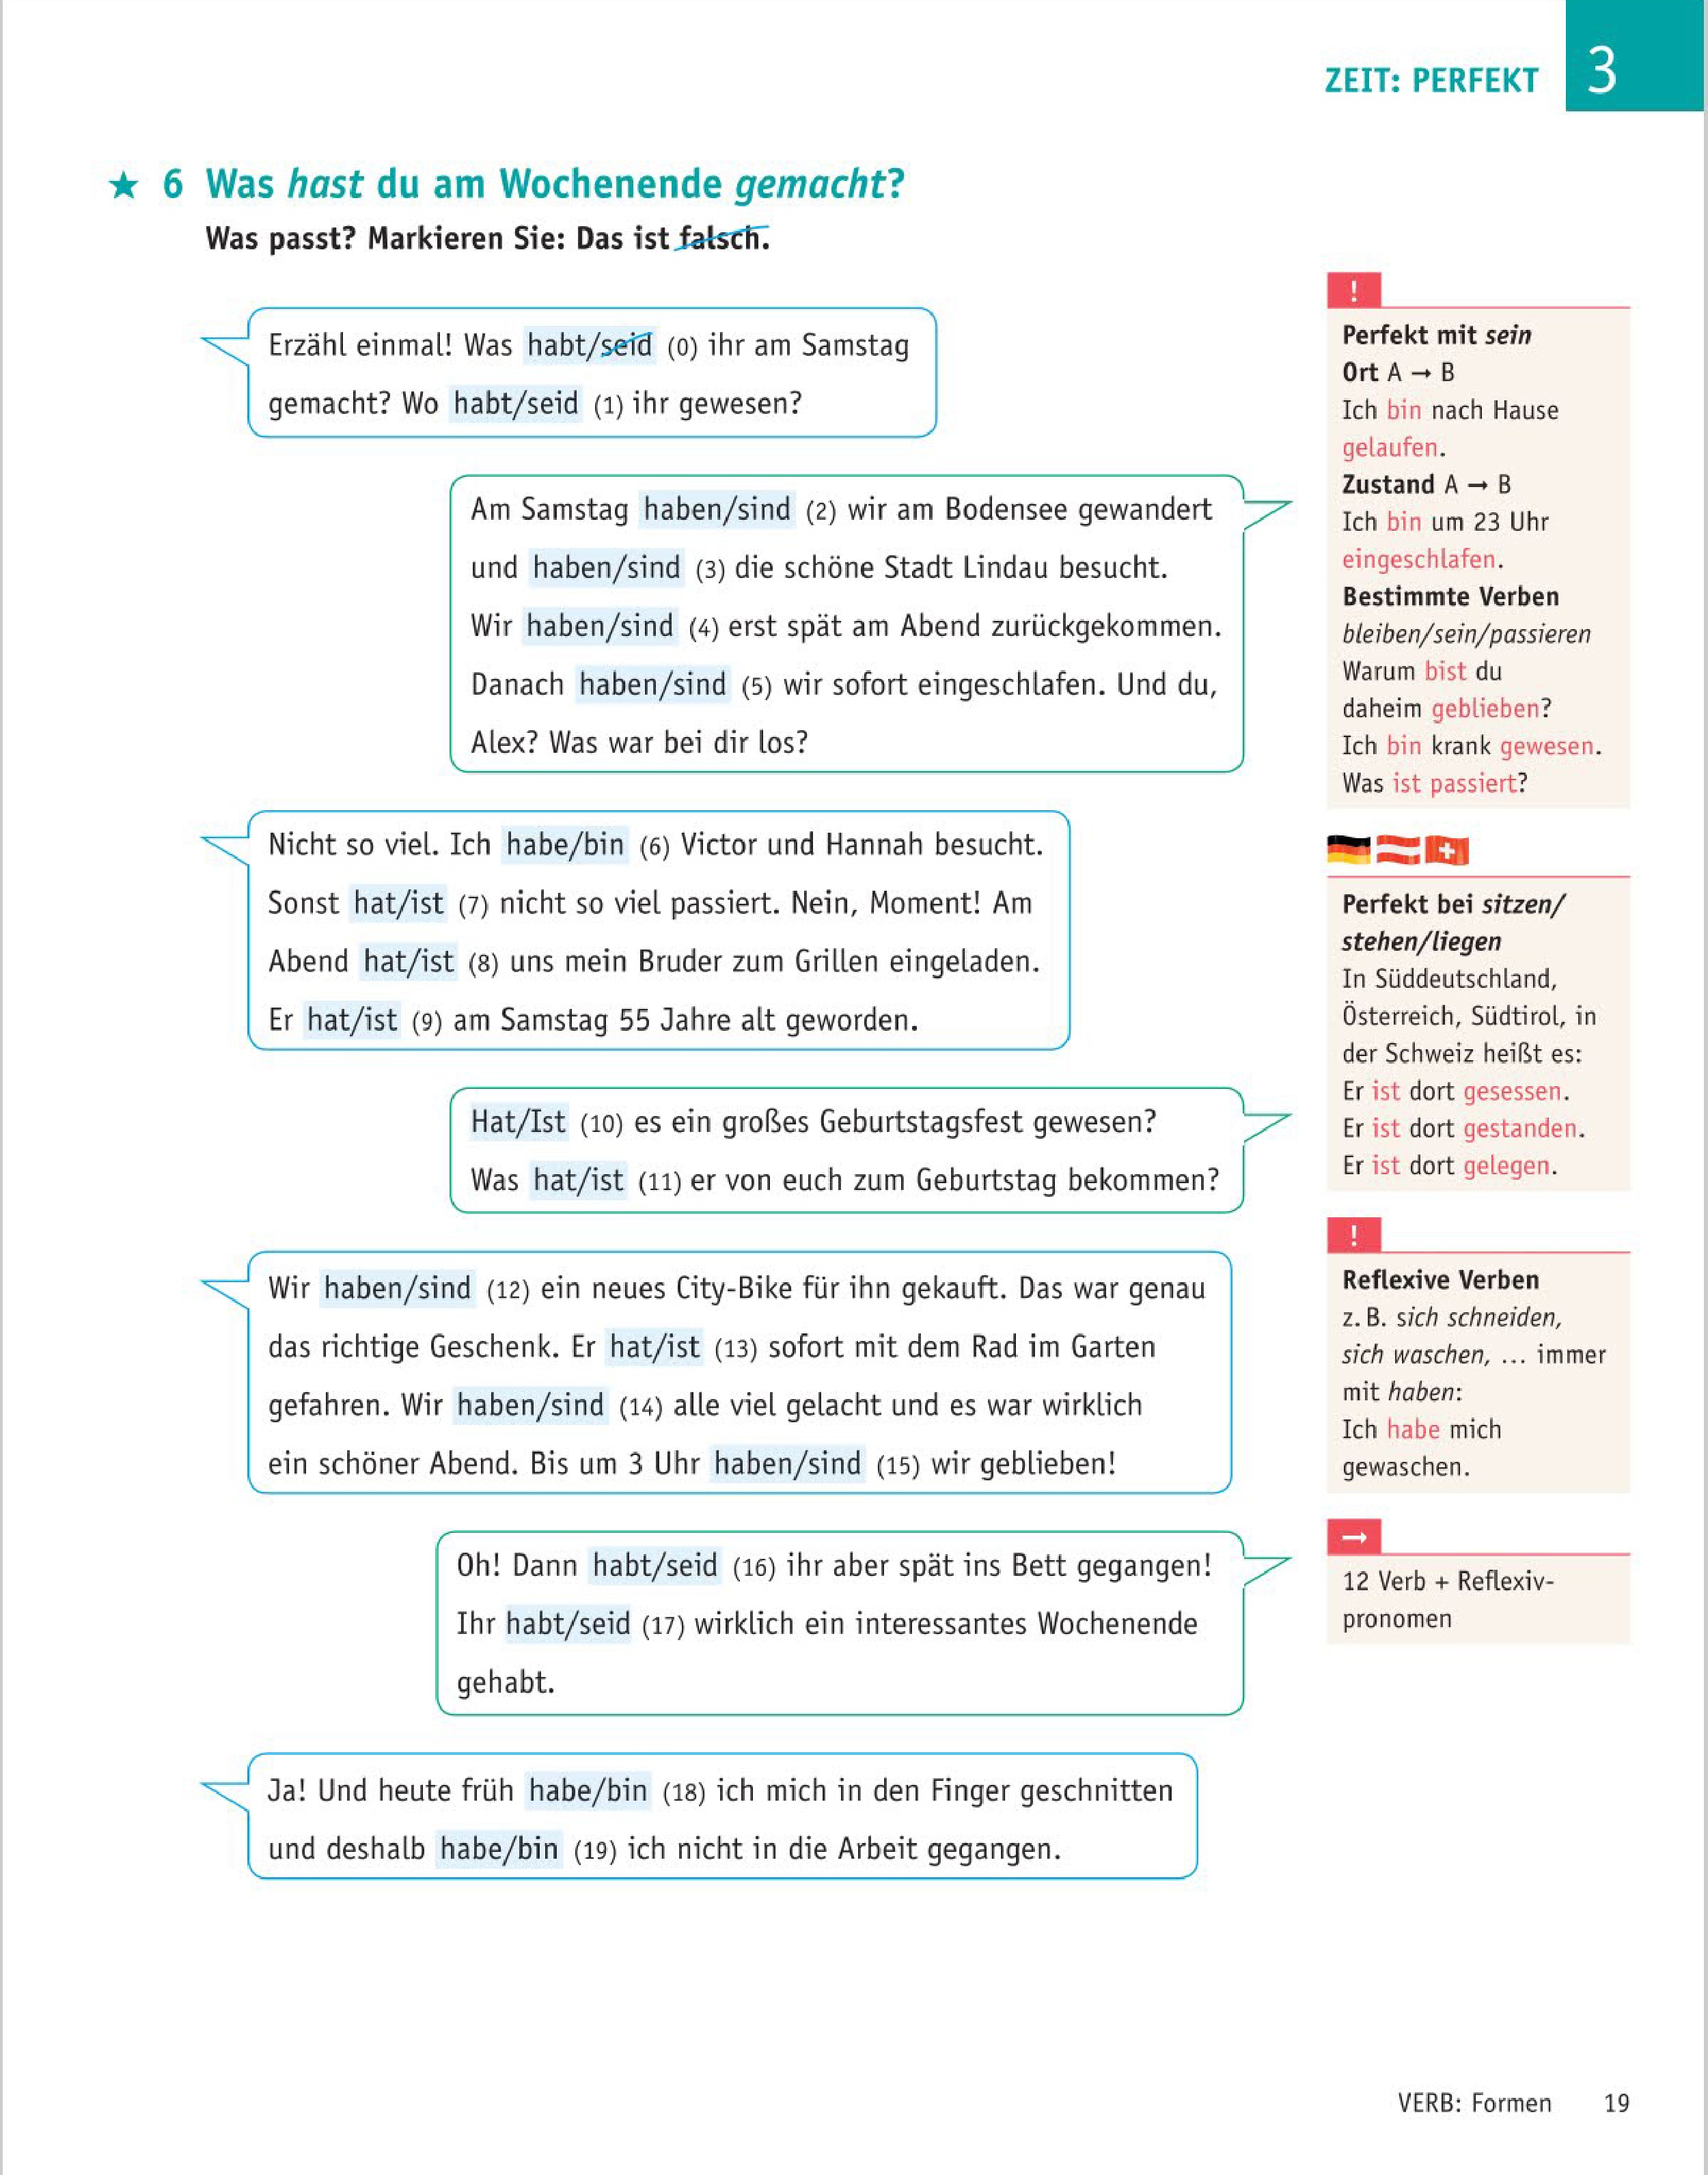 ZEIT: PERFEKT 3
★ 6 Was hast du am Wochenende gemacht?
Was passt? Markieren Sie: Das ist falsch.
Erzähl einmal! Was habt/seid (0) ihr am Samstag
gemacht? Wo habt/seid (1) ihr gewesen?
Am Samstag haben/sind (2) wir am Bodensee gewandert
und haben/sind (3) die schöne Stadt Lindau besucht.
Wir haben/sind (4) erst spät am Abend zurückgekommen.
Danach haben/sind (5) wir sofort eingeschlafen. Und du,
Alex? Was war bei dir los?
Nicht so viel. Ich habe/bin (6) Victor und Hannah besucht.
Sonst hat/ist (7) nicht so viel passiert. Nein, Moment! Am
Abend hat/ist (8) uns mein Bruder zum Grillen eingeladen.
Er hat/ist (9) am Samstag 55 Jahre alt geworden.
Hat/Ist (10) es ein großes Geburtstagsfest gewesen?
Was hat/ist (11) er von euch zum Geburtstag bekommen?
Wir haben/sind (12) ein neues City-Bike für ihn gekauft. Das war genau
das richtige Geschenk. Er hat/ist (13) sofort mit dem Rad im Garten
gefahren. Wir haben/sind (14) alle viel gelacht und es war wirklich
ein schöner Abend. Bis um 3 Uhr haben/sind (15) wir geblieben!
Oh! Dann habt/seid (16) ihr aber spät ins Bett gegangen!
Ihr habt/seid (17) wirklich ein interessantes Wochenende
gehabt.
Ja! Und heute früh habe/bin (18) ich mich in den Finger geschnitten
und deshalb habe/bin (19) ich nicht in die Arbeit gegangen.
!
Perfekt mit sein
Ort A → B
Ich bin nach Hause
gelaufen.
Zustand A → B
Ich bin um 23 Uhr
eingeschlafen.
Bestimmte Verben
bleiben/sein/passieren
Warum bist du
daheim geblieben?
Ich bin krank gewesen.
Was ist passiert?
Perfekt bei sitzen/
stehen/liegen
In Süddeutschland,
Österreich, Südtirol, in
der Schweiz heißt es:
Er ist dort gesessen.
Er ist dort gestanden.
Er ist dort gelegen.
!
Reflexive Verben
z. B. sich schneiden,
sich waschen, ... immer
mit haben:
Ich habe mich
gewaschen.
→
12 Verb + Reflexiv-
pronomen
VERB: Formen 19